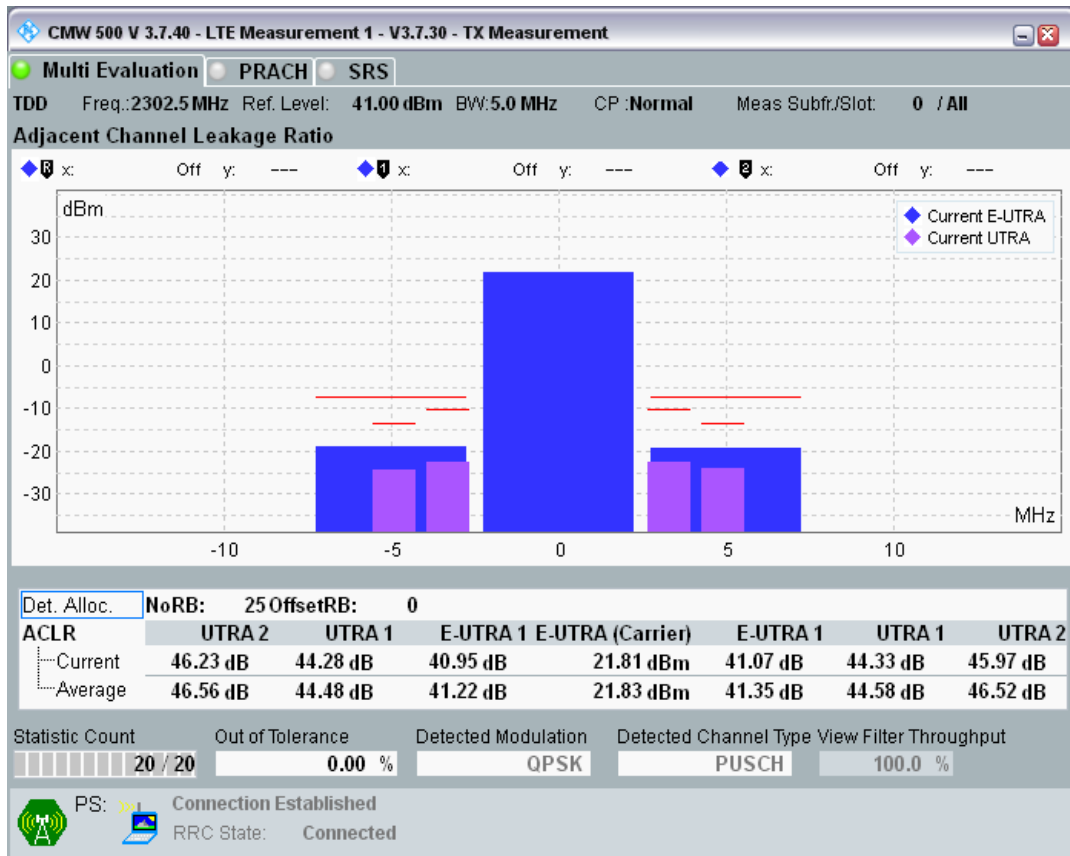 CMW 500 V 3.7.40 - LTE Measurement 1 - V3.7.30 - TX Measurement
Multi Evaluation PRACH SRS
TDD Freq.:2302.5 MHz Ref. Level: 41.00 dBm BW:5.0 MHz CP :Normal Meas Subfr./Slot: 0 / All
Adjacent Channel Leakage Ratio
R x: Off y: --- 1 x: Off y: --- 2 x: Off y: ---
dBm
Current E-UTRA
Current UTRA
30
20
10
0
-10
-20
-30
MHz
-10 -5 0 5 10
Det. Alloc. NoRB: 25 OffsetRB: 0
ACLR UTRA 2 UTRA 1 E-UTRA 1 E-UTRA (Carrier) E-UTRA 1 UTRA 1 UTRA 2
Current 46.23 dB 44.28 dB 40.95 dB 21.81 dBm 41.07 dB 44.33 dB 45.97 dB
Average 46.56 dB 44.48 dB 41.22 dB 21.83 dBm 41.35 dB 44.58 dB 46.52 dB
Statistic Count Out of Tolerance Detected Modulation Detected Channel Type View Filter Throughput
20 / 20 0.00 % QPSK PUSCH 100.0 %
PS: Connection Established
RRC State: Connected